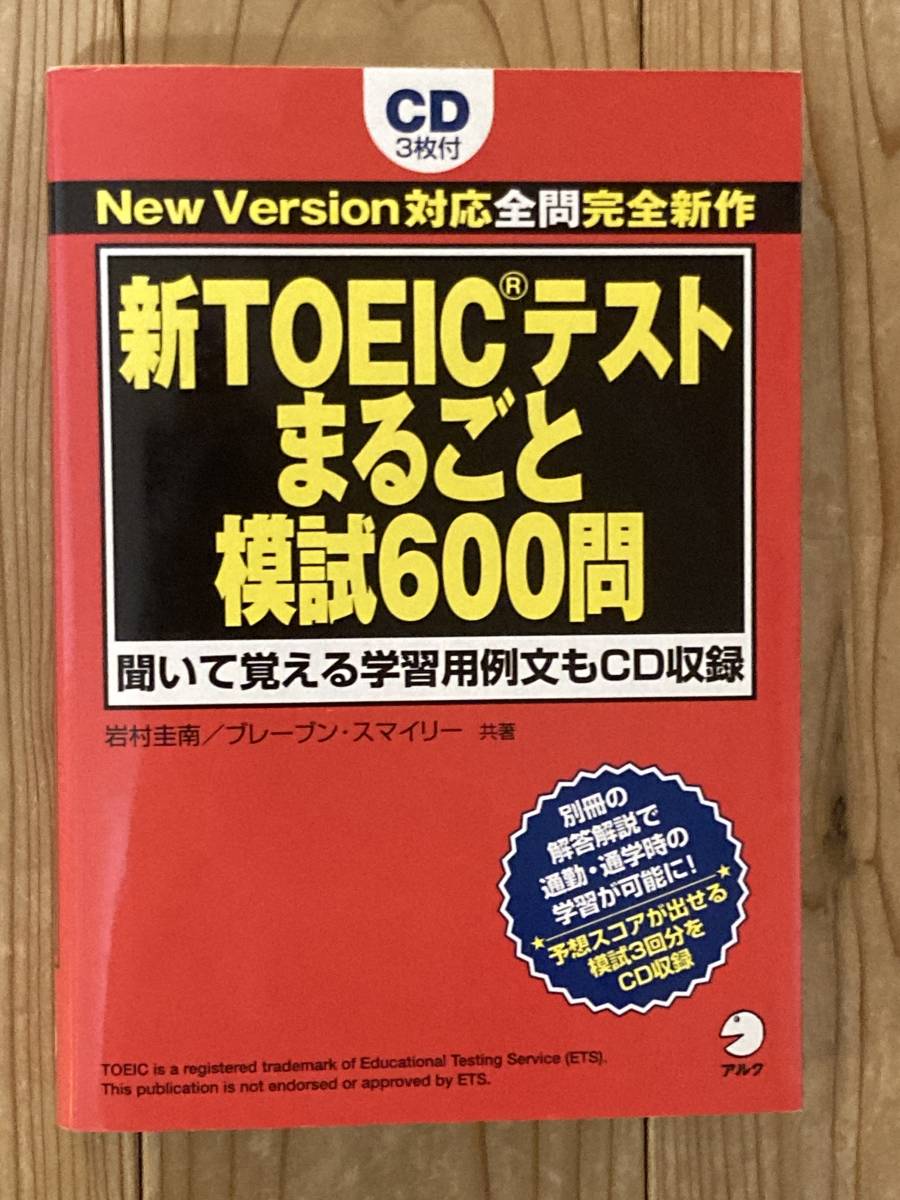 CD
3枚付
New Version対応全問完全新作
新TOEIC®テスト
まるごと
模試600問
聞いて覚える学習用例文もCD収録
岩村圭南／ブレーブン・スマイリー 共著
別冊の
解答解説で
通勤・通学時の
学習が可能に！
予想スコアが出せる
模試3回分を
CD収録
アルク
TOEIC is a registered trademark of Educational Testing Service (ETS).
This publication is not endorsed or approved by ETS.